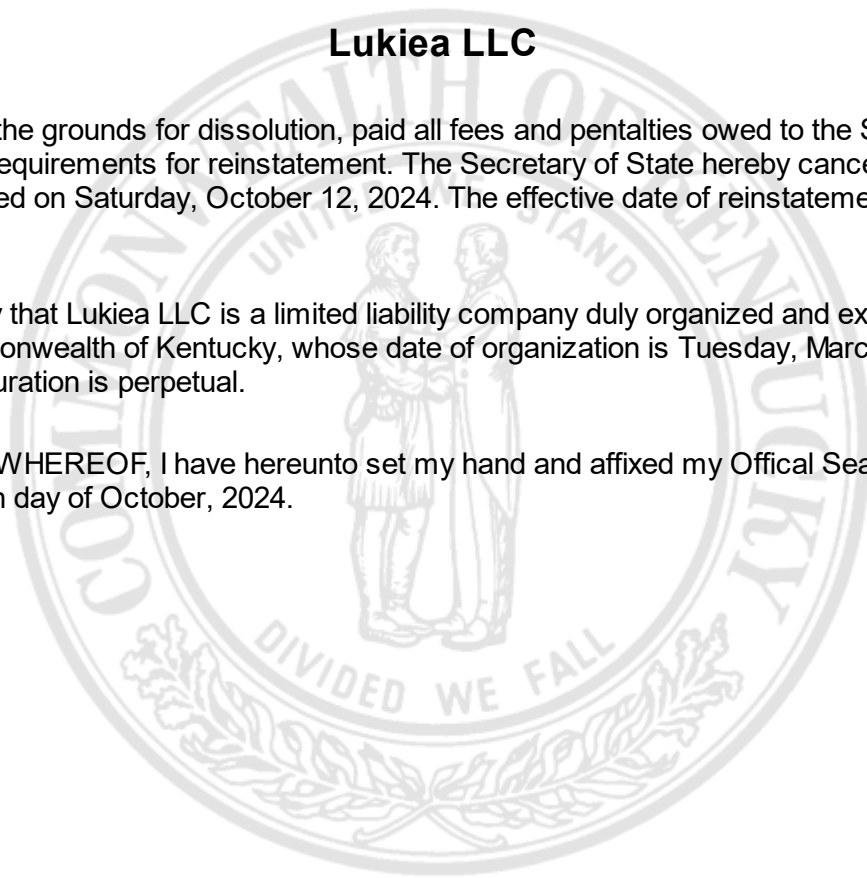 Lukiea LLC
the grounds for dissolution, paid all fees and pentalties owed to the S
equirements for reinstatement. The Secretary of State hereby cance
ed on Saturday, October 12, 2024. The effective date of reinstateme
y that Lukiea LLC is a limited liability company duly organized and ex
onwealth of Kentucky, whose date of organization is Tuesday, Marc
uration is perpetual.
WHEREOF, I have hereunto set my hand and affixed my Offical Sea
h day of October, 2024.
COMMONWEALTH OF KENTUCKY
UNITED WE STAND
DIVIDED WE FALL